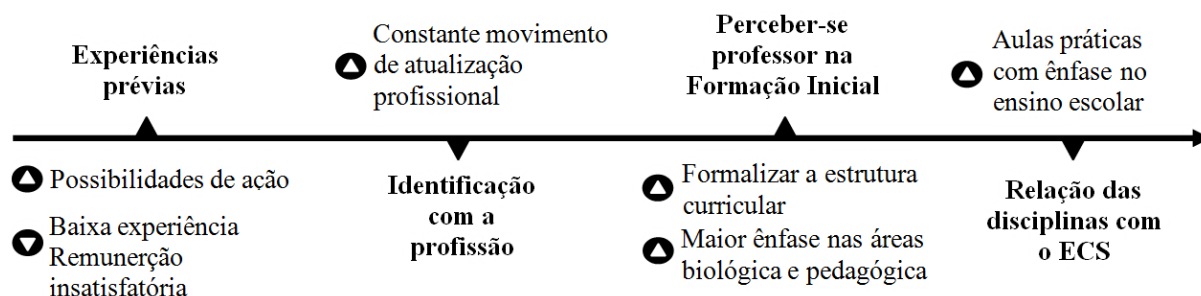 Experiências
prévias
Possibilidades de ação
Baixa experiência
Remunerção
insatisfatória
Constante movimento
de atualização
profissional
Identificação
com a
profissão
Perceber-se
professor na
Formação Inicial
Formalizar a estrutura
curricular
Maior ênfase nas áreas
biológica e pedagógica
Aulas práticas
com ênfase no
ensino escolar
Relação das
disciplinas com
o ECS